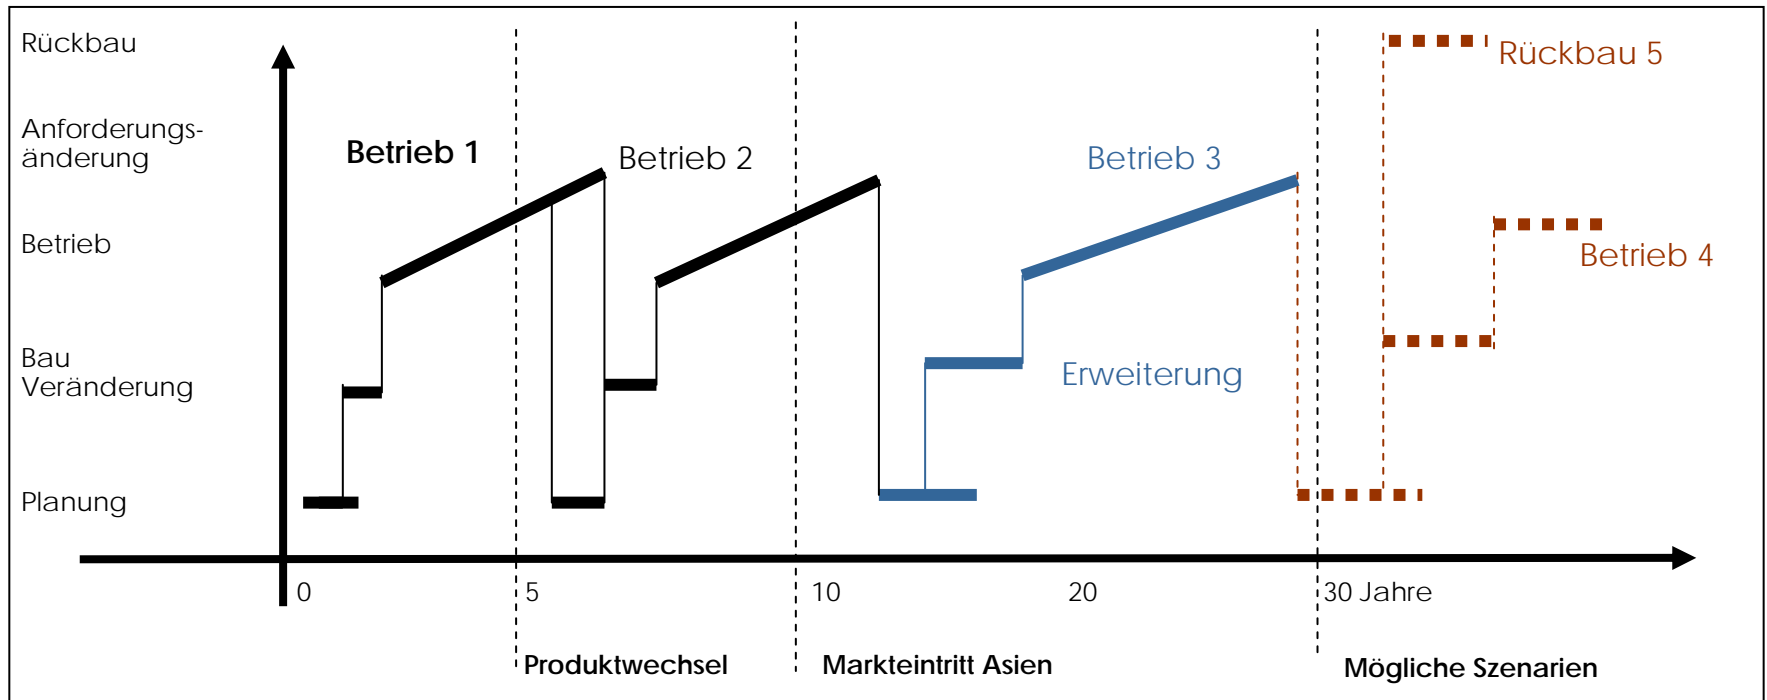 Rückbau
Anforderungs-
änderung
Betrieb
Bau
Veränderung
Planung
Betrieb 1
Betrieb 2
Betrieb 3
Erweiterung
Rückbau 5
Betrieb 4
0
5
10
20
30 Jahre
Produktwechsel
Markteintritt Asien
Mögliche Szenarien